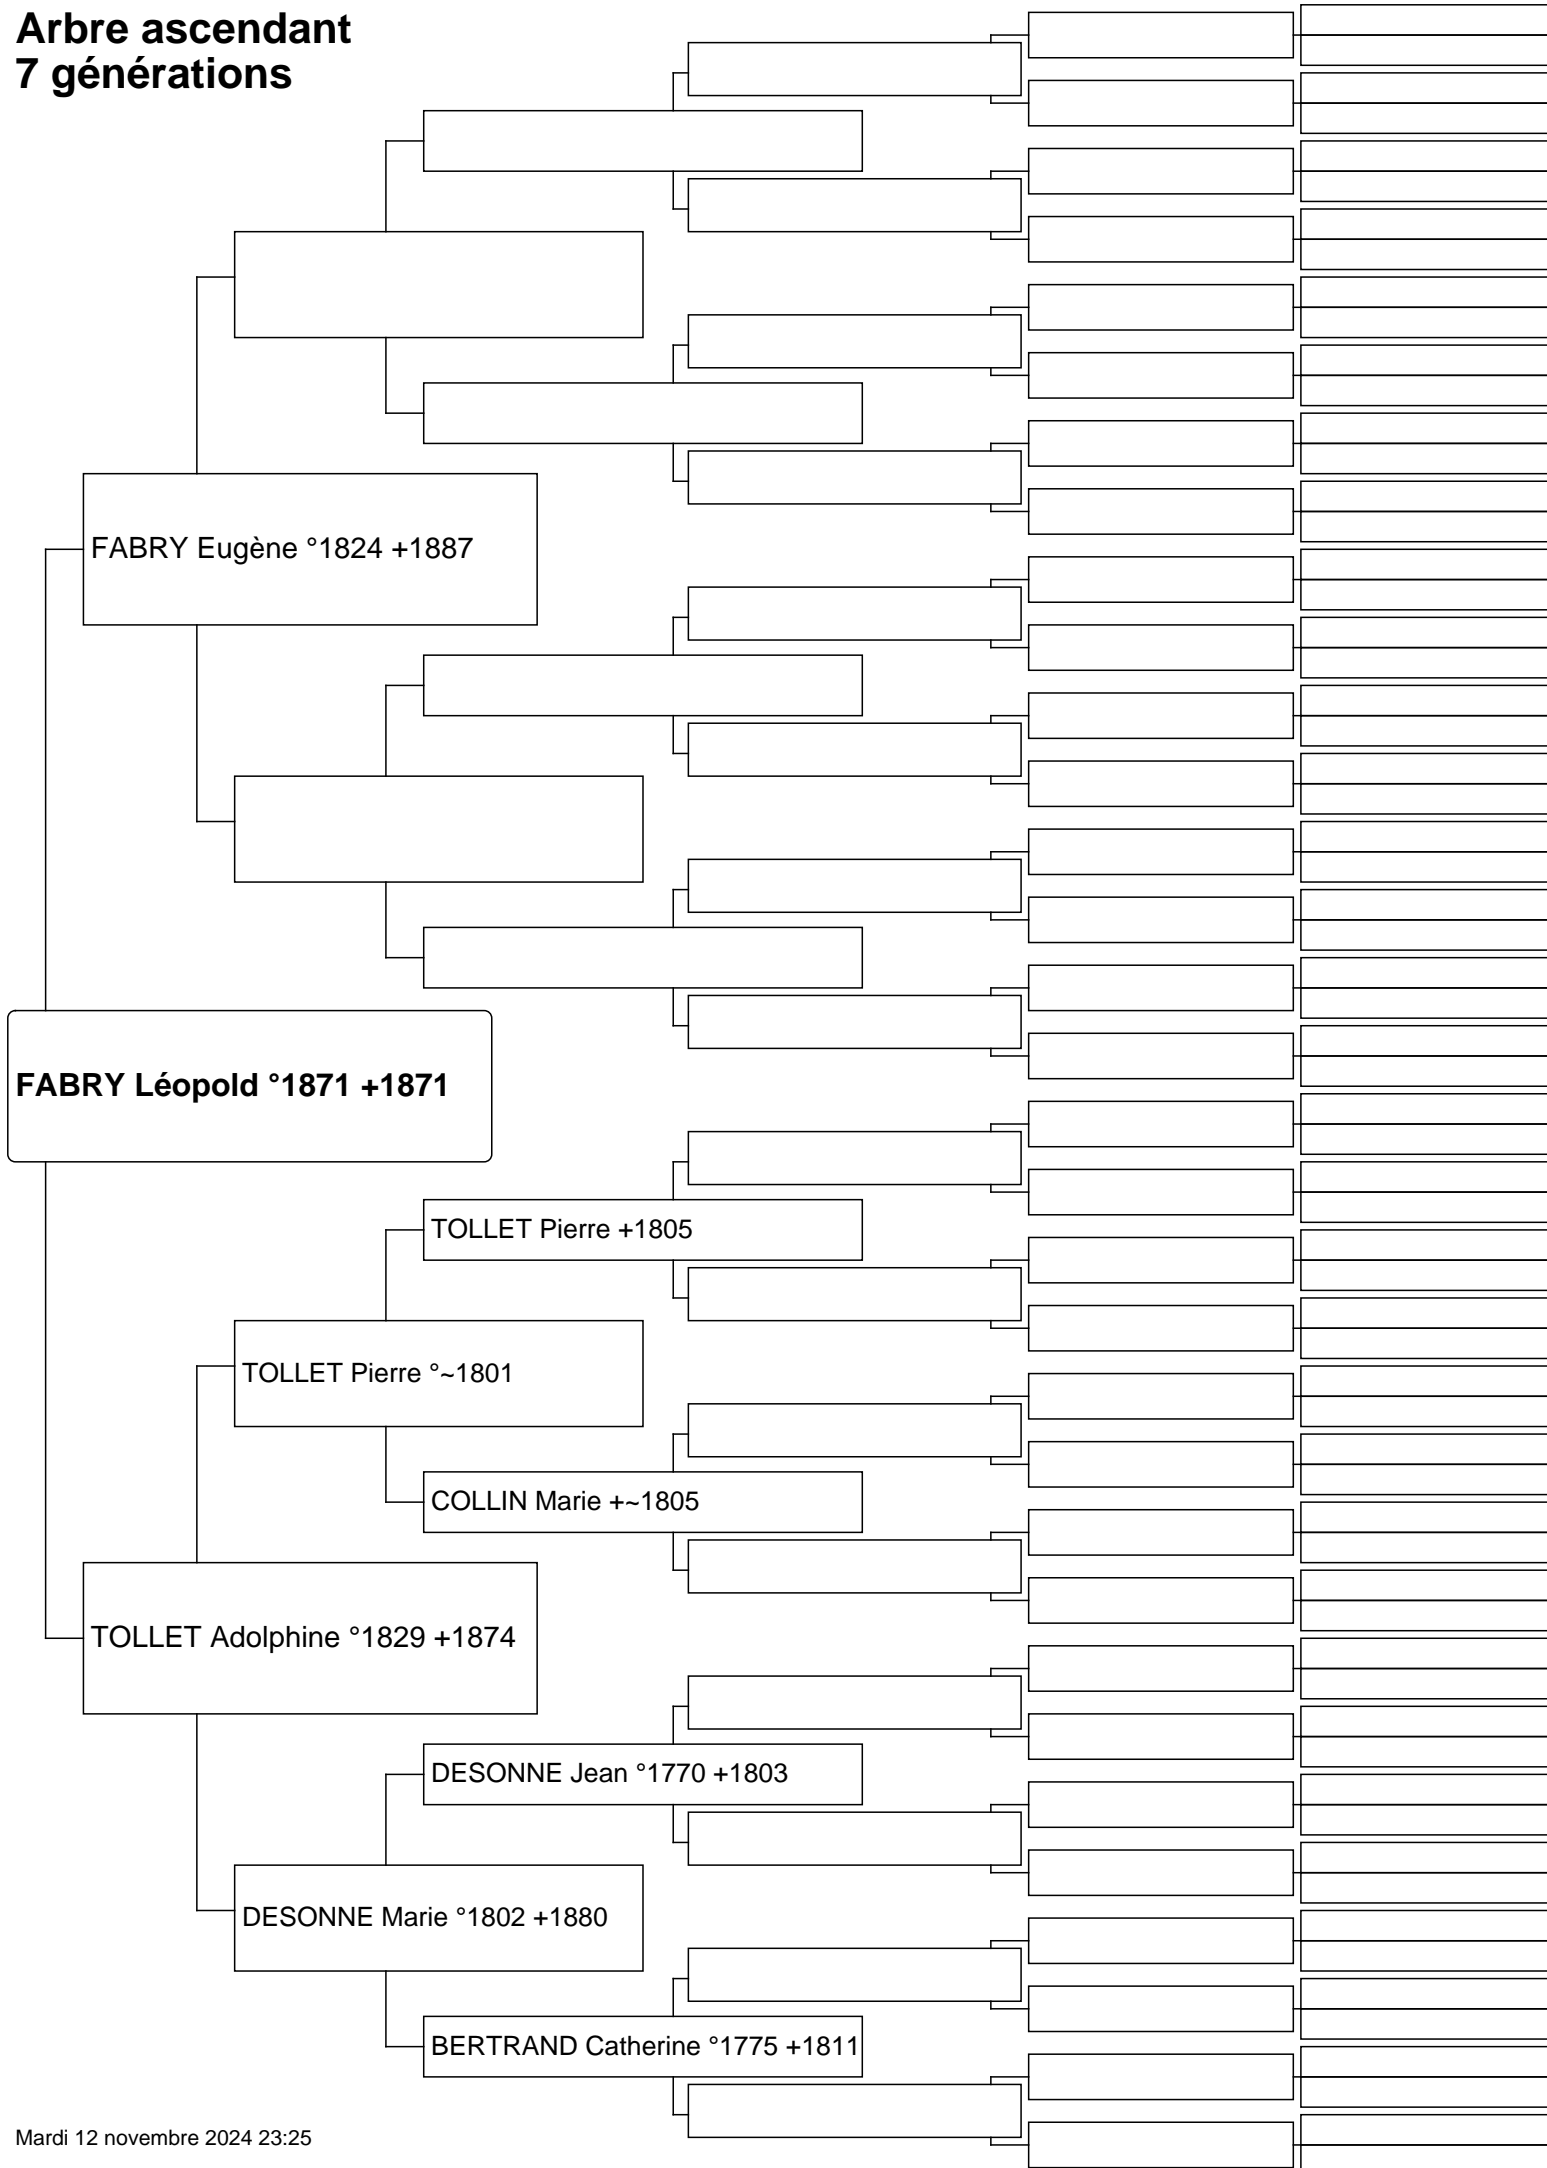 Arbre ascendant
7 générations
FABRY Eugène °1824 +1887
FABRY Léopold °1871 +1871
TOLLET Pierre +1805
TOLLET Pierre °~1801
COLLIN Marie +~1805
TOLLET Adolphine °1829 +1874
DESONNE Jean °1770 +1803
DESONNE Marie °1802 +1880
BERTRAND Catherine °1775 +1811
Mardi 12 novembre 2024 23:25